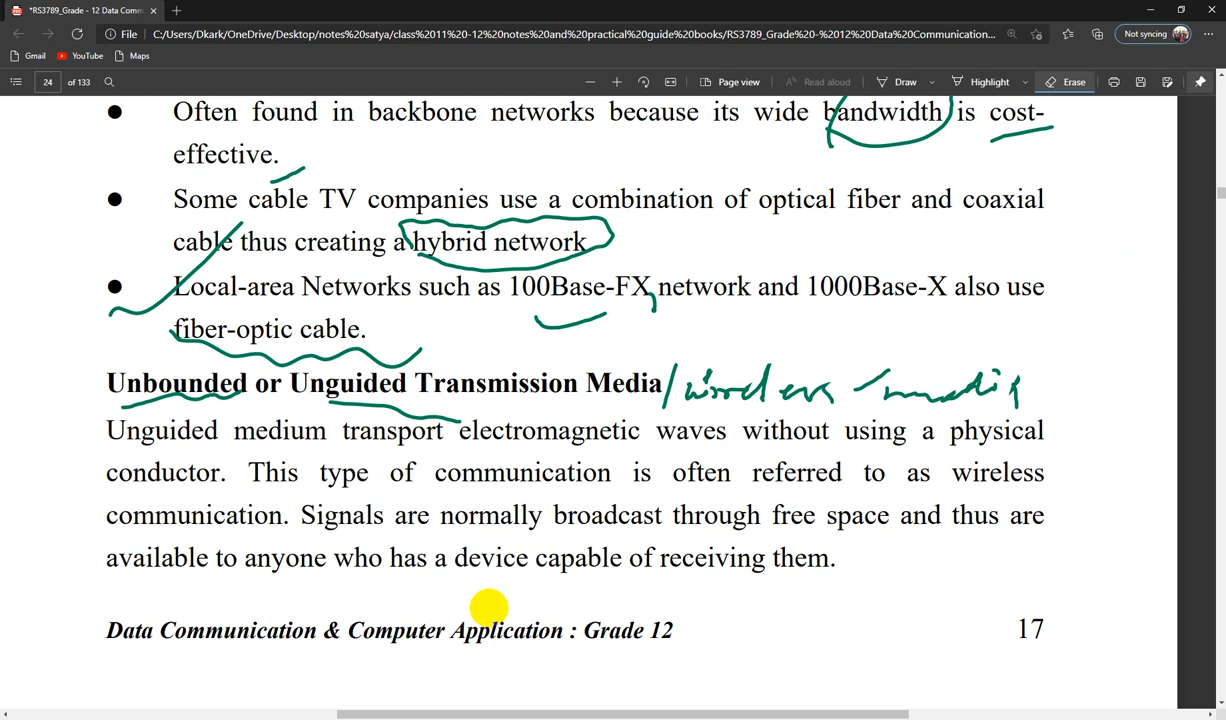 *RS3789_Grade - 12 Data Comm
File
C:/Users/Dkark/OneDrive/Desktop/notes%20satya/class%2011%20-12%20notes%20and%20practical%20guide%20books/RS3789_Grade%20-%2012%20Data%20Communication...
Not syncing
Gmail YouTube Maps
24 of 133 Page view Read aloud Draw Highlight Erase
● Often found in backbone networks because its wide bandwidth is cost-
effective.
● Some cable TV companies use a combination of optical fiber and coaxial
cable thus creating a hybrid network
● Local-area Networks such as 100Base-FX network and 1000Base-X also use
fiber-optic cable.
Unbounded or Unguided Transmission Media /wireless media
Unguided medium transport electromagnetic waves without using a physical
conductor. This type of communication is often referred to as wireless
communication. Signals are normally broadcast through free space and thus are
available to anyone who has a device capable of receiving them.
Data Communication & Computer Application : Grade 12 17